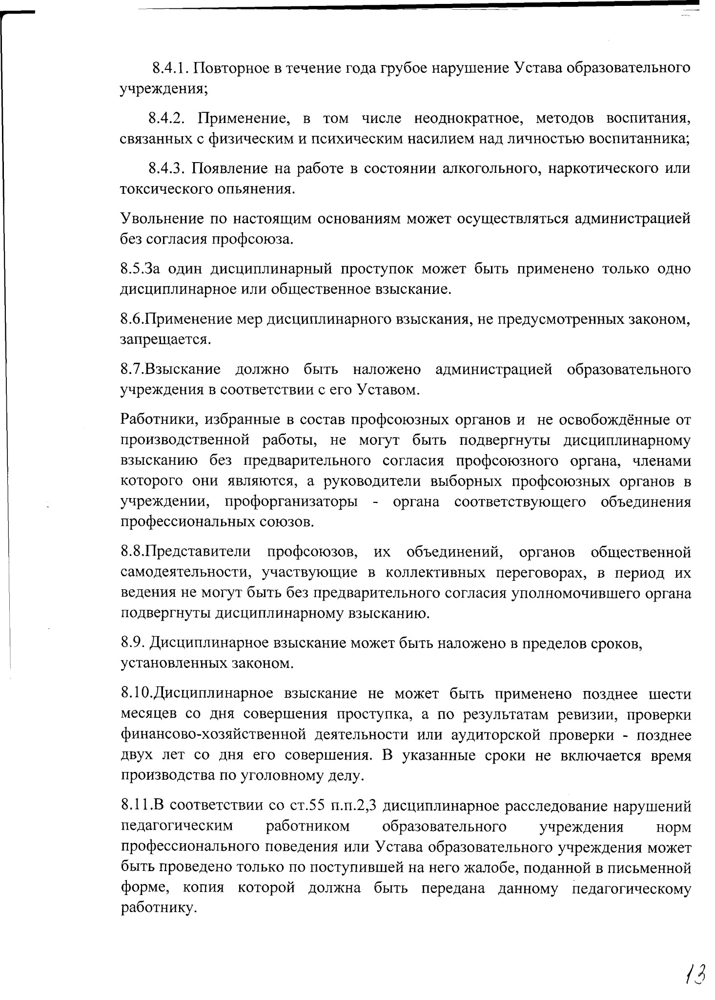 8.4.1. Повторное в течение года грубое нарушение Устава образовательного
учреждения;
8.4.2. Применение, в том числе неоднократное, методов воспитания,
связанных с физическим и психическим насилием над личностью воспитанника;
8.4.3. Появление на работе в состоянии алкогольного, наркотического или
токсического опьянения.
Увольнение по настоящим основаниям может осуществляться администрацией
без согласия профсоюза.
8.5.За один дисциплинарный проступок может быть применено только одно
дисциплинарное или общественное взыскание.
8.6.Применение мер дисциплинарного взыскания, не предусмотренных законом,
запрещается.
8.7.Взыскание должно быть наложено администрацией образовательного
учреждения в соответствии с его Уставом.
Работники, избранные в состав профсоюзных органов и не освобождённые от
производственной работы, не могут быть подвергнуты дисциплинарному
взысканию без предварительного согласия профсоюзного органа, членами
которого они являются, а руководители выборных профсоюзных органов в
учреждении, профорганизаторы - органа соответствующего объединения
профессиональных союзов.
8.8.Представители профсоюзов, их объединений, органов общественной
самодеятельности, участвующие в коллективных переговорах, в период их
ведения не могут быть без предварительного согласия уполномочившего органа
подвергнуты дисциплинарному взысканию.
8.9. Дисциплинарное взыскание может быть наложено в пределов сроков,
установленных законом.
8.10.Дисциплинарное взыскание не может быть применено позднее шести
месяцев со дня совершения проступка, а по результатам ревизии, проверки
финансово-хозяйственной деятельности или аудиторской проверки - позднее
двух лет со дня его совершения. В указанные сроки не включается время
производства по уголовному делу.
8.11.В соответствии со ст.55 п.п.2,3 дисциплинарное расследование нарушений
педагогическим работником образовательного учреждения норм
профессионального поведения или Устава образовательного учреждения может
быть проведено только по поступившей на него жалобе, поданной в письменной
форме, копия которой должна быть передана данному педагогическому
работнику.
13